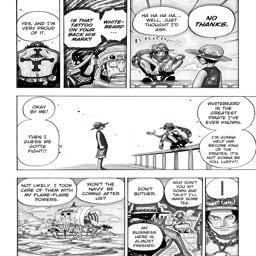 NO
THANKS.
HA HA HA HA...
WELL, JUST
THOUGHT I'D
ASK.
WHITE-
BEARD
...
IS THAT
TATTOO
ON YOUR
BACK HIS
MARK?
YES, AND I'M
VERY PROUD
OF IT.
WHITEBEARD
IS THE
GREATEST
PIRATE I'VE
EVER KNOWN.
I'M GONNA
HELP HIM
BECOME KING
OF THE
PIRATES. IT'S
NOT GONNA BE
YOU, LUFFY!!
OKAY
BY ME!
THEN I
GUESS WE
GOTTA
FIGHT!!
WHY DON'T
YOU SIT
DOWN AND
TALK? I'LL
MAKE SOME
TEA.
DON'T
BOTHER.
MY
BUSINESS
HERE IS
ALMOST
FINISHED.
WON'T THE
NAVY BE
COMING
AFTER US?
NOT LIKELY. I TOOK
CARE OF THEM WITH
MY FLAME-FLAME
POWERS.